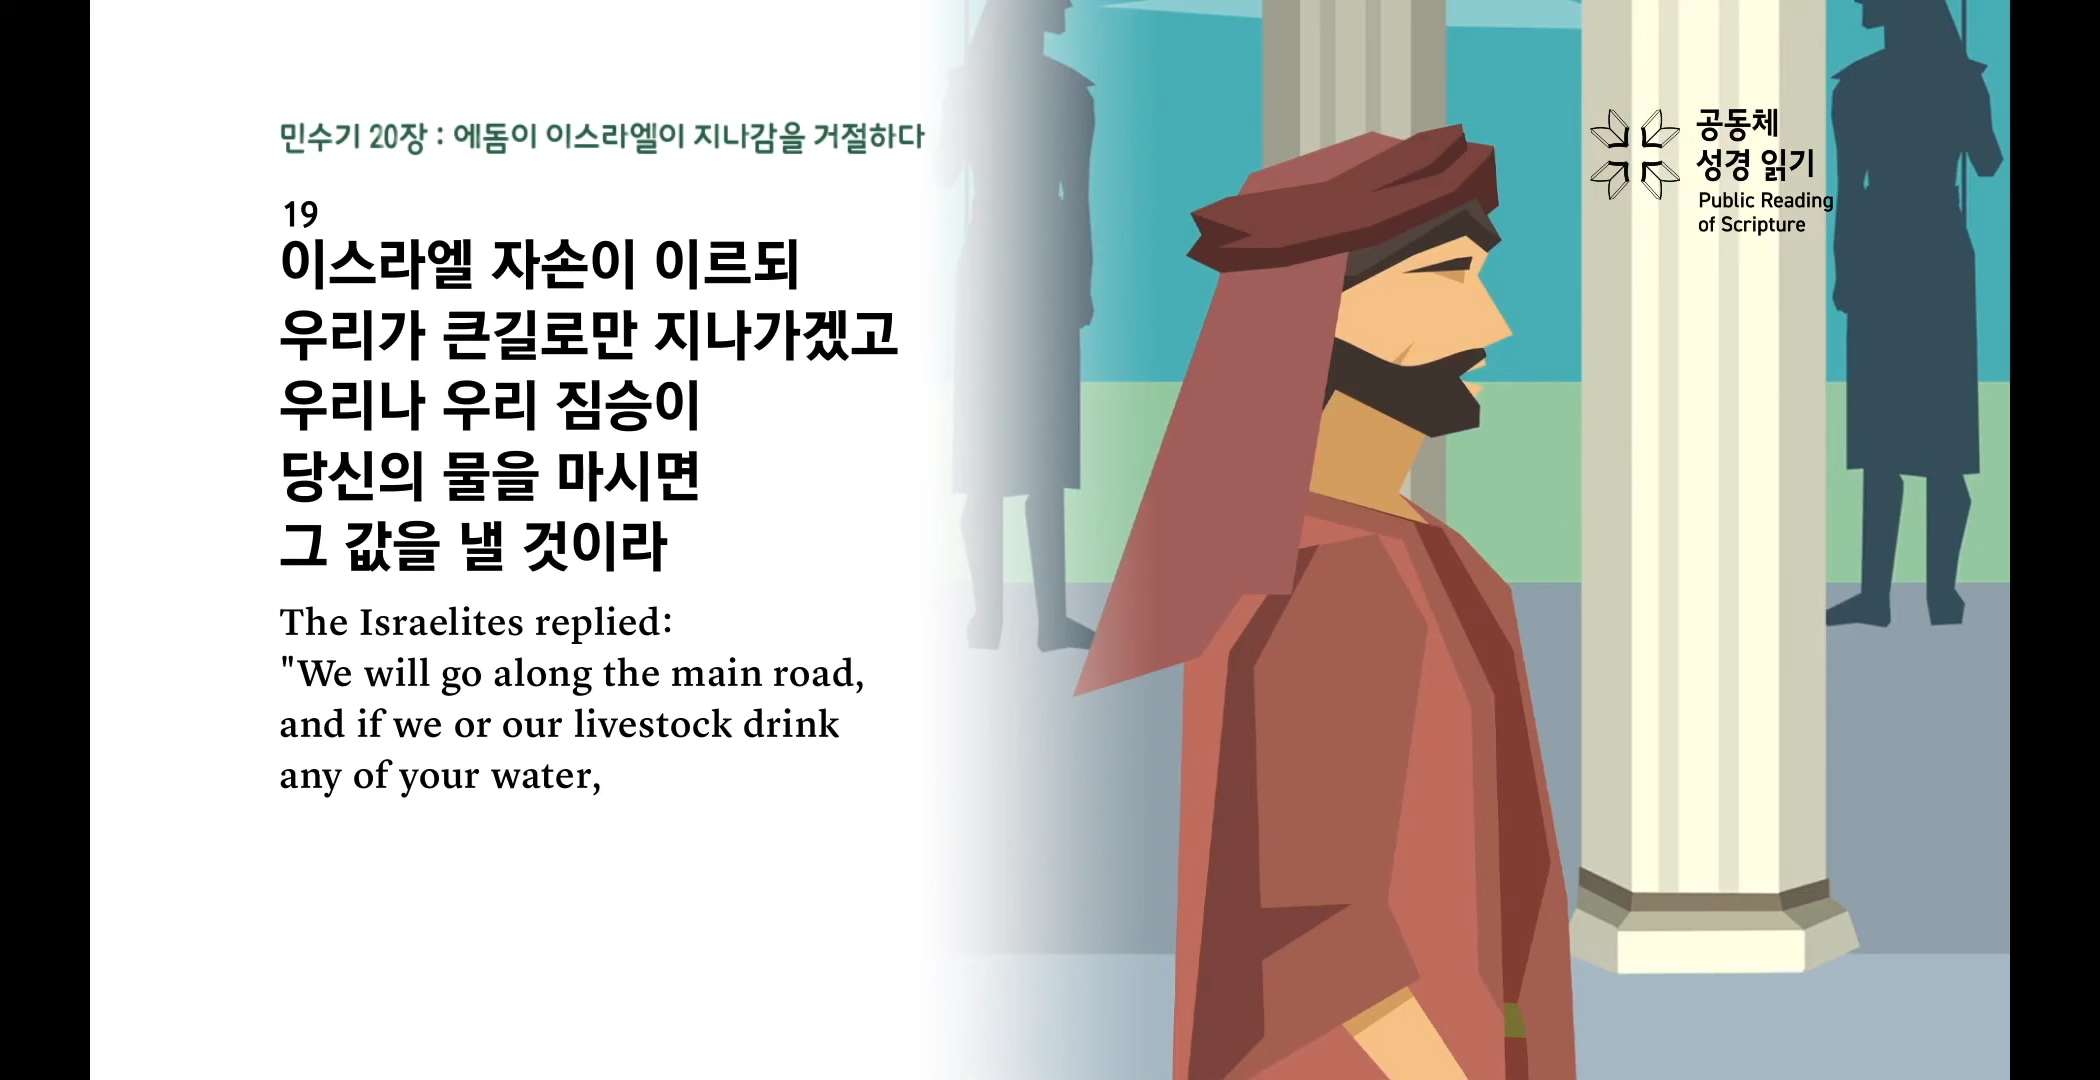 민수기 20장 : 에돔이 이스라엘이 지나감을 거절하다
공동체
성경 읽기
Public Reading
of Scripture
19
이스라엘 자손이 이르되
우리가 큰길로만 지나가겠고
우리나 우리 짐승이
당신의 물을 마시면
그 값을 낼 것이라
The Israelites replied:
"We will go along the main road,
and if we or our livestock drink
any of your water,